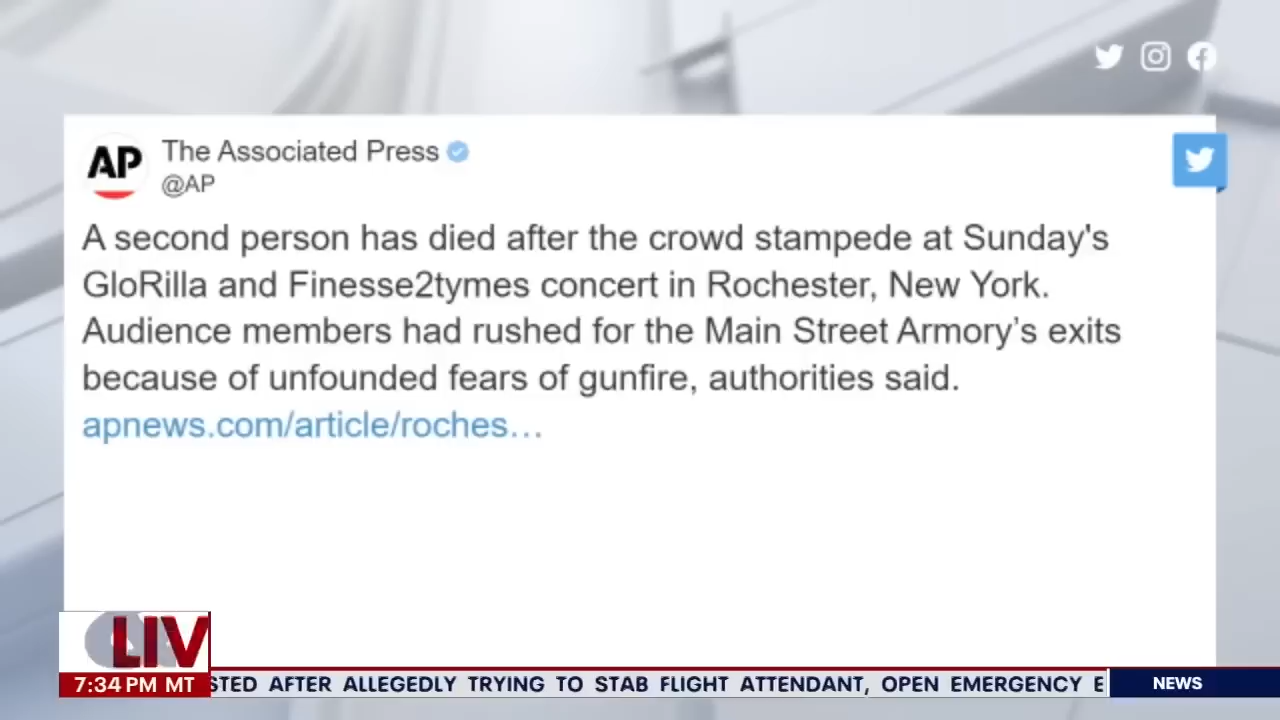 AP
The Associated Press
@AP
A second person has died after the crowd stampede at Sunday's
GloRilla and Finesse2tymes concert in Rochester, New York.
Audience members had rushed for the Main Street Armory’s exits
because of unfounded fears of gunfire, authorities said.
apnews.com/article/roches…
LIV
7:34 PM MT
STED AFTER ALLEGEDLY TRYING TO STAB FLIGHT ATTENDANT, OPEN EMERGENCY E
NEWS